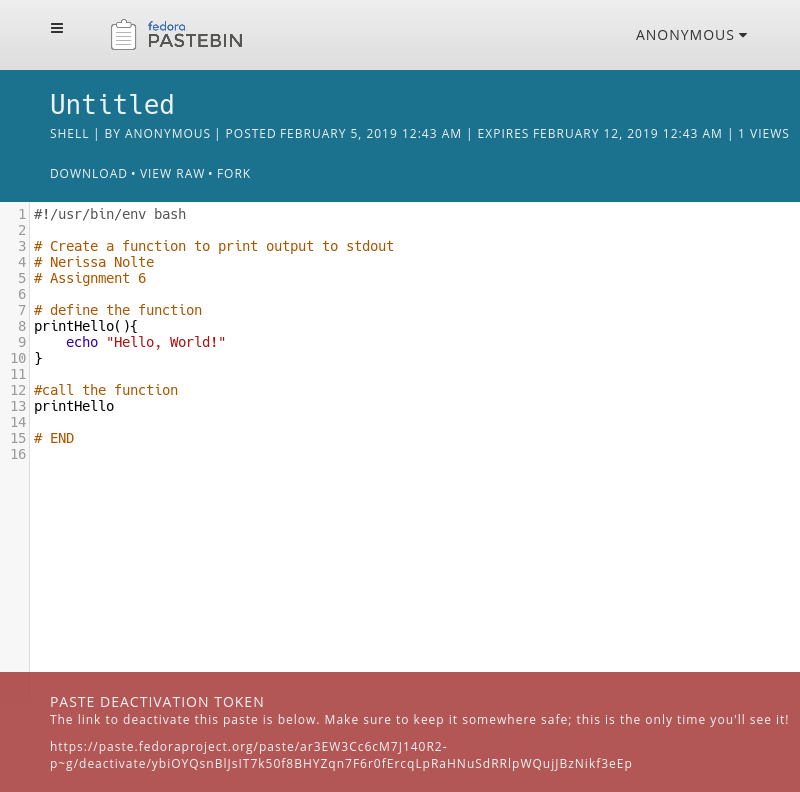 fedora
PASTEBIN
ANONYMOUS
Untitled
SHELL | BY ANONYMOUS | POSTED FEBRUARY 5, 2019 12:43 AM | EXPIRES FEBRUARY 12, 2019 12:43 AM | 1 VIEWS
DOWNLOAD • VIEW RAW • FORK
1 #!/usr/bin/env bash
2
3 # Create a function to print output to stdout
4 # Nerissa Nolte
5 # Assignment 6
6
7 # define the function
8 printHello(){
9     echo "Hello, World!"
10 }
11
12 #call the function
13 printHello
14
15 # END
16
PASTE DEACTIVATION TOKEN
The link to deactivate this paste is below. Make sure to keep it somewhere safe; this is the only time you'll see it!
https://paste.fedoraproject.org/paste/ar3EW3Cc6cM7J140R2-
p~g/deactivate/ybiOYQsnBlJsIT7k50f8BHYZqn7F6r0fErcqLpRaHNuSdRRlpWQujJBzNikf3eEp